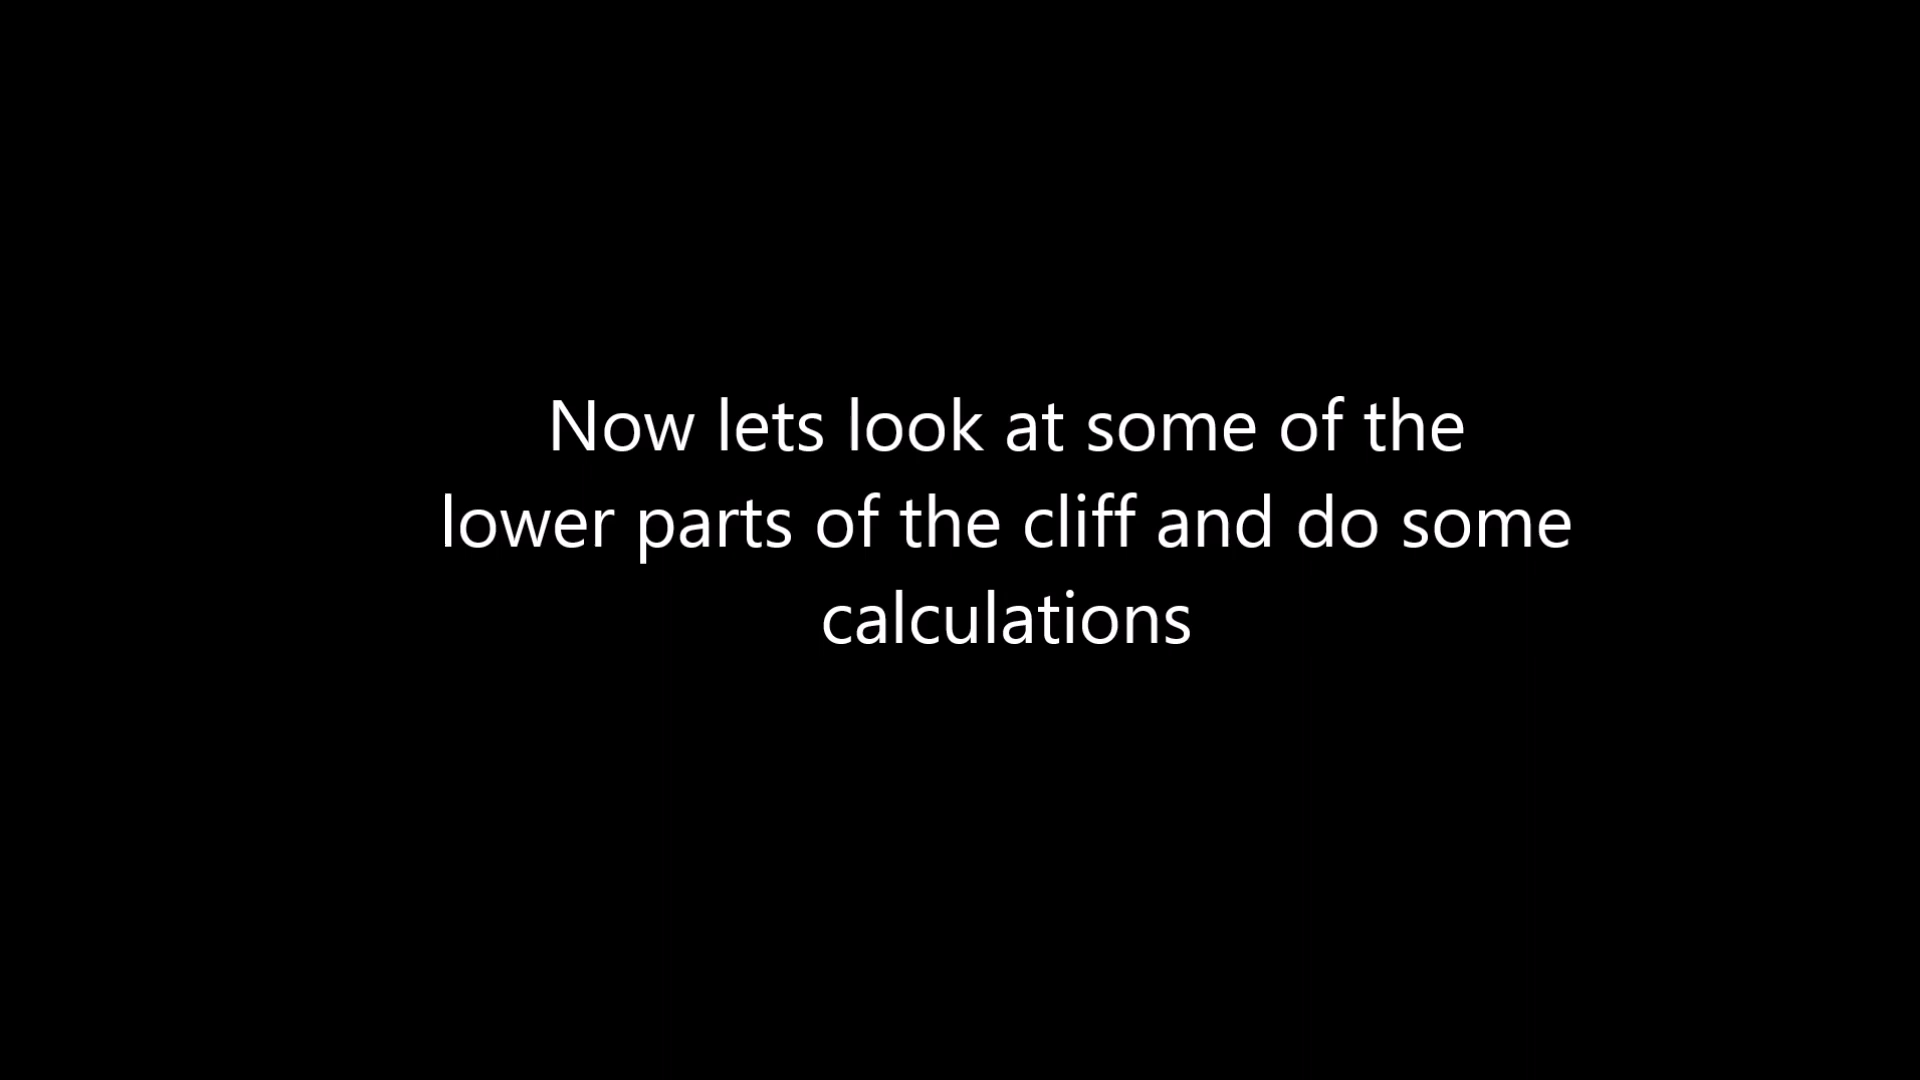 Now lets look at some of the
lower parts of the cliff and do some
calculations